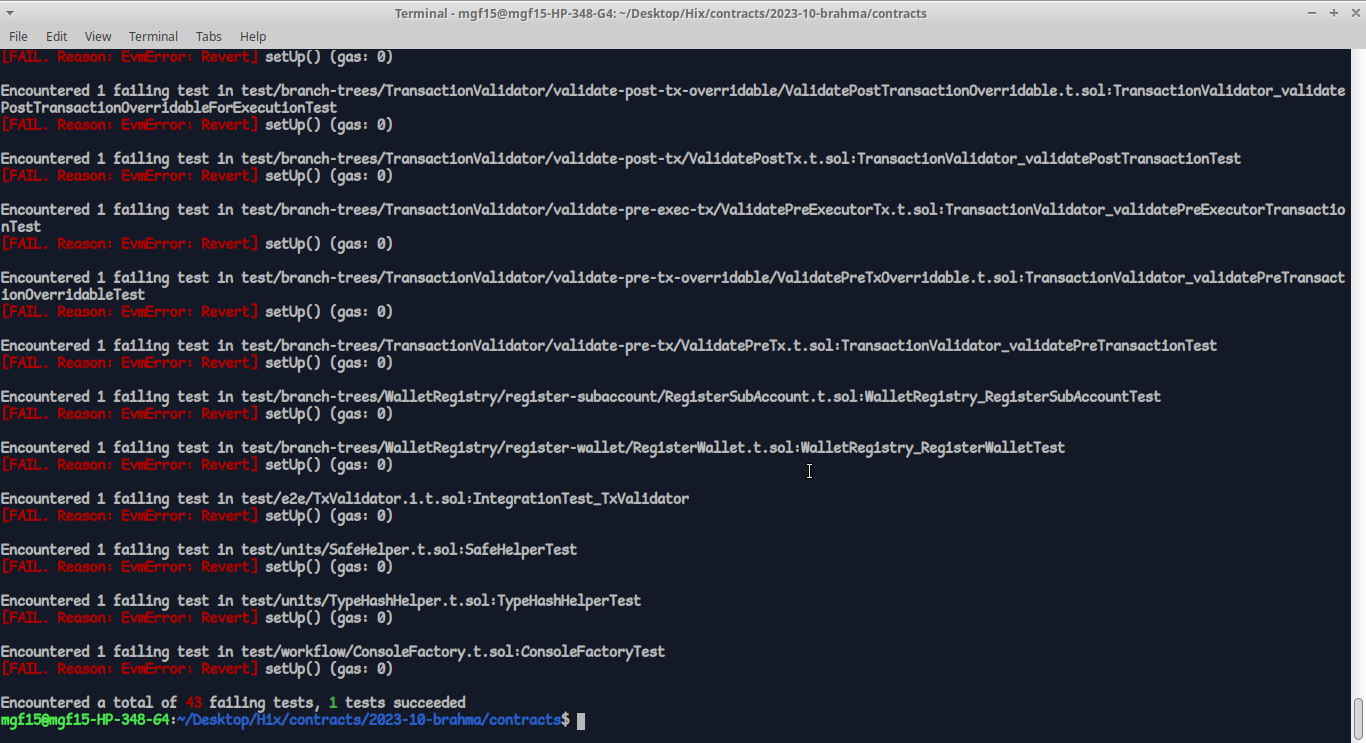 Terminal - mgf15@mgf15-HP-348-G4: ~/Desktop/Hix/contracts/2023-10-brahma/contracts
File Edit View Terminal Tabs Help
[FAIL. Reason: EvmError: Revert] setUp() (gas: 0)
Encountered 1 failing test in test/branch-trees/TransactionValidator/validate-post-tx-overridable/ValidatePostTransactionOverridable.t.sol:TransactionValidator_validate
PostTransactionOverridableForExecutionTest
[FAIL. Reason: EvmError: Revert] setUp() (gas: 0)
Encountered 1 failing test in test/branch-trees/TransactionValidator/validate-post-tx/ValidatePostTx.t.sol:TransactionValidator_validatePostTransactionTest
[FAIL. Reason: EvmError: Revert] setUp() (gas: 0)
Encountered 1 failing test in test/branch-trees/TransactionValidator/validate-pre-exec-tx/ValidatePreExecutorTx.t.sol:TransactionValidator_validatePreExecutorTransactio
nTest
[FAIL. Reason: EvmError: Revert] setUp() (gas: 0)
Encountered 1 failing test in test/branch-trees/TransactionValidator/validate-pre-tx-overridable/ValidatePreTxOverridable.t.sol:TransactionValidator_validatePreTransact
ionOverridableTest
[FAIL. Reason: EvmError: Revert] setUp() (gas: 0)
Encountered 1 failing test in test/branch-trees/TransactionValidator/validate-pre-tx/ValidatePreTx.t.sol:TransactionValidator_validatePreTransactionTest
[FAIL. Reason: EvmError: Revert] setUp() (gas: 0)
Encountered 1 failing test in test/branch-trees/WalletRegistry/register-subaccount/RegisterSubAccount.t.sol:WalletRegistry_RegisterSubAccountTest
[FAIL. Reason: EvmError: Revert] setUp() (gas: 0)
Encountered 1 failing test in test/branch-trees/WalletRegistry/register-wallet/RegisterWallet.t.sol:WalletRegistry_RegisterWalletTest
[FAIL. Reason: EvmError: Revert] setUp() (gas: 0)
Encountered 1 failing test in test/e2e/TxValidator.i.t.sol:IntegrationTest_TxValidator
[FAIL. Reason: EvmError: Revert] setUp() (gas: 0)
Encountered 1 failing test in test/units/SafeHelper.t.sol:SafeHelperTest
[FAIL. Reason: EvmError: Revert] setUp() (gas: 0)
Encountered 1 failing test in test/units/TypeHashHelper.t.sol:TypeHashHelperTest
[FAIL. Reason: EvmError: Revert] setUp() (gas: 0)
Encountered 1 failing test in test/workflow/ConsoleFactory.t.sol:ConsoleFactoryTest
[FAIL. Reason: EvmError: Revert] setUp() (gas: 0)
Encountered a total of 43 failing tests, 1 tests succeeded
mgf15@mgf15-HP-348-G4:~/Desktop/Hix/contracts/2023-10-brahma/contracts$